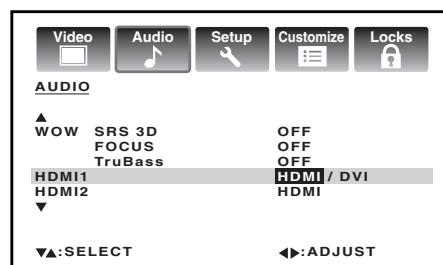 Video Audio Setup Customize Locks
AUDIO
▲
WOW SRS 3D OFF
FOCUS OFF
TruBass OFF
HDMI1 HDMI / DVI
HDMI2 HDMI
▼
▼▲:SELECT ◀▶:ADJUST